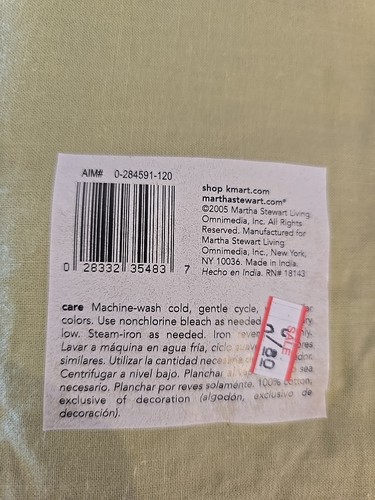 AIM# 0-284591-120
0 28332 35483 7
shop kmart.com
marthastewart.com®
©2005 Martha Stewart Living
Omnimedia, Inc. All Rights
Reserved. Manufactured for
Martha Stewart Living
Omnimedia, Inc., New York,
NY 10036. Made in India.
Hecho en India. RN# 18143
care Machine-wash cold, gentle cycle,
colors. Use nonchlorine bleach as needed
low. Steam-iron as needed. Iron
Lavar a máquina en agua fría, ciclo
similares. Utilizar la cantidad
Centrifugar a nivel bajo. Planchar sea
necesario. Planchar por reves solamente. 100% cotton,
exclusive of decoration (algodón, exclusivo de
decoración).
SALE